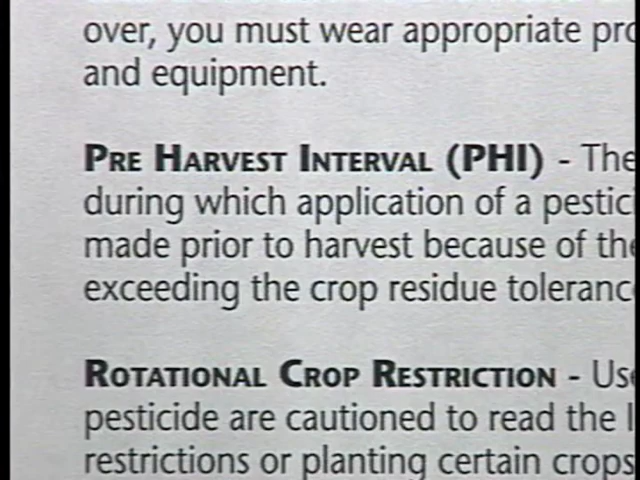 over, you must wear appropriate pro
and equipment.
PRE HARVEST INTERVAL (PHI) - The
during which application of a pestic
made prior to harvest because of the
exceeding the crop residue toleranc
ROTATIONAL CROP RESTRICTION - Use
pesticide are cautioned to read the l
restrictions or planting certain crops